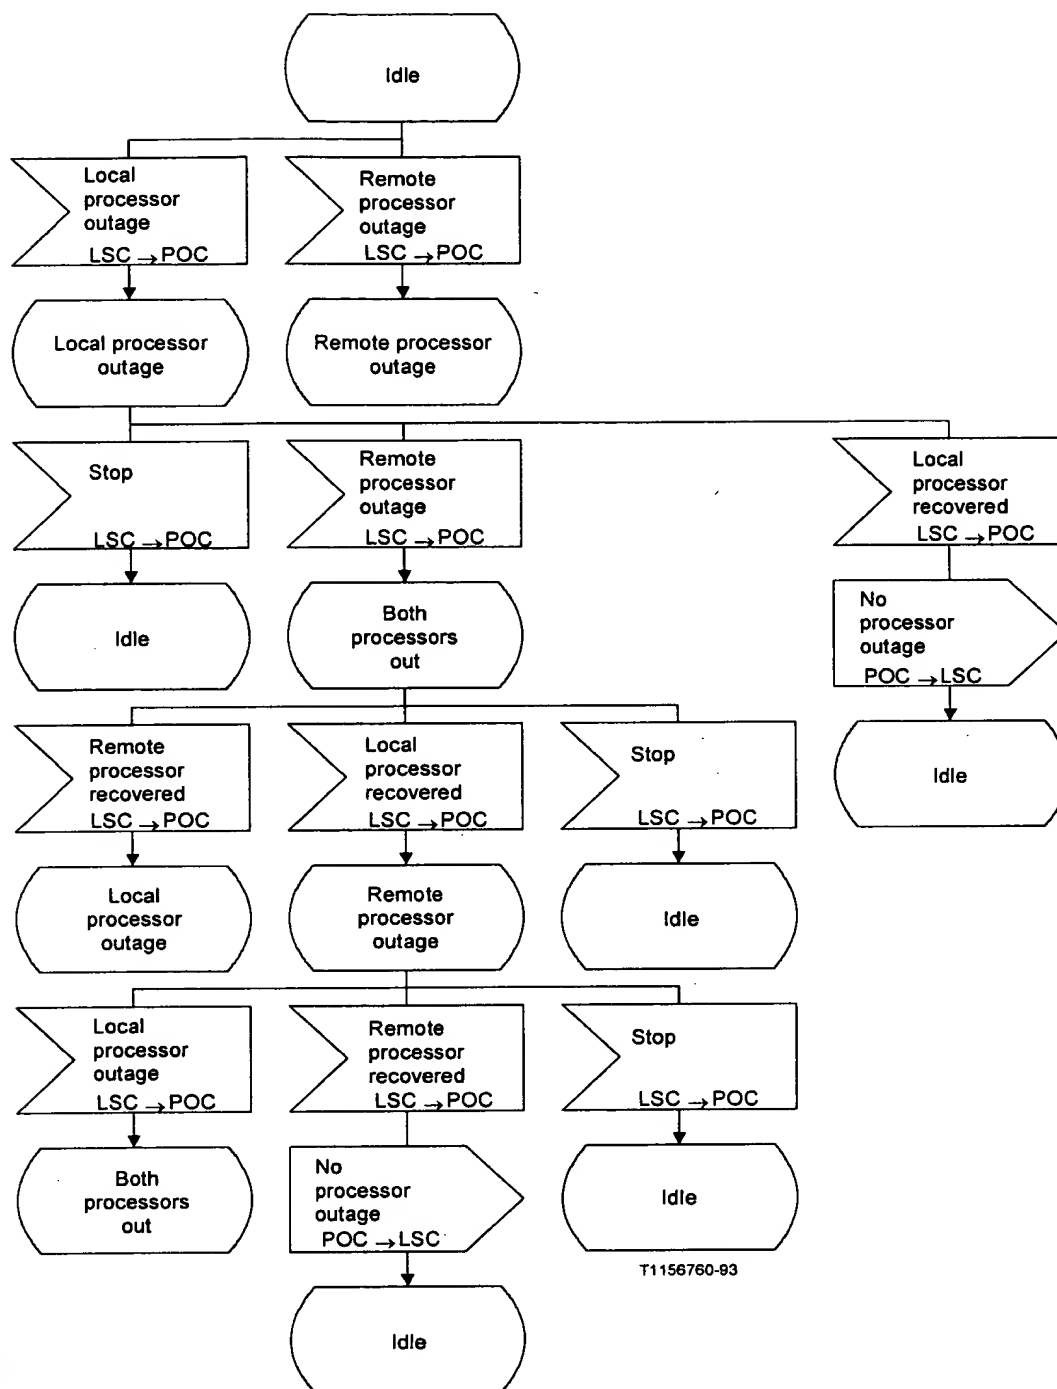 Idle
Local
processor
outage
LSC → POC
Remote
processor
outage
LSC → POC
Local processor
outage
Remote processor
outage
Stop
LSC → POC
Remote
processor
outage
LSC → POC
Local
processor
recovered
LSC → POC
Idle
Both
processors
out
No
processor
outage
POC → LSC
Remote
processor
recovered
LSC → POC
Local
processor
recovered
LSC → POC
Stop
LSC → POC
Idle
Local
processor
outage
Remote
processor
outage
Idle
Local
processor
outage
LSC → POC
Remote
processor
recovered
LSC → POC
Stop
LSC → POC
Both
processors
out
No
processor
outage
POC → LSC
Idle
T1156760-93
Idle